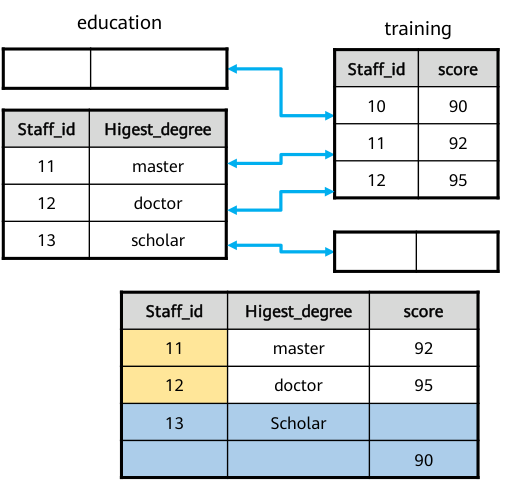 education
training
Staff_id score
10 90
11 92
12 95
Staff_id Higest_degree
11 master
12 doctor
13 scholar
Staff_id Higest_degree score
11 master 92
12 doctor 95
13 Scholar
90